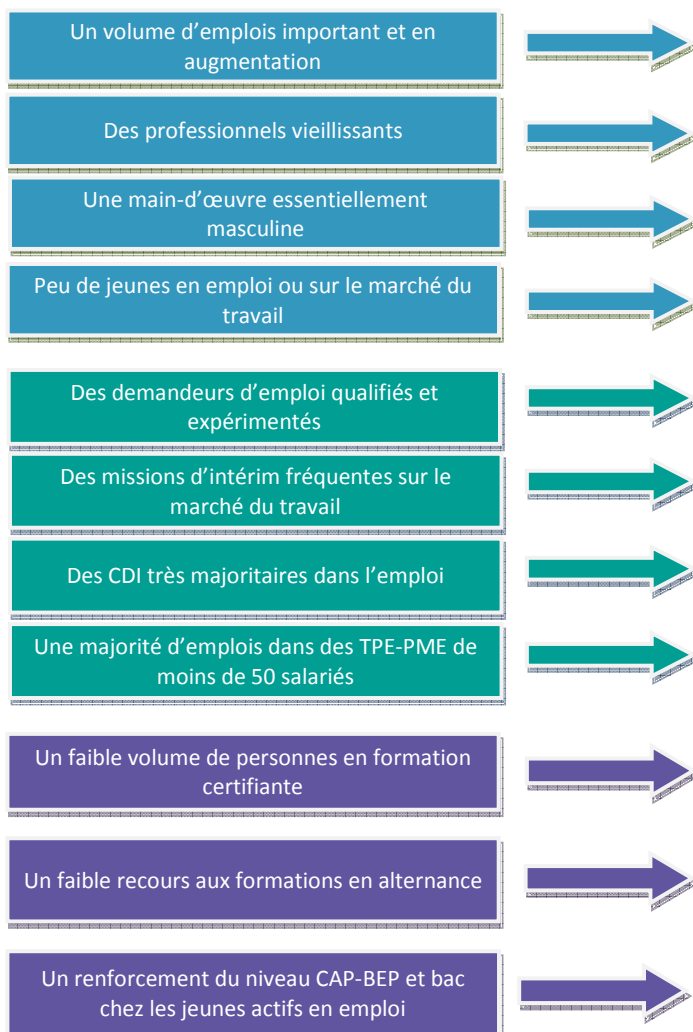 Un volume d’emplois important et en
augmentation
Des professionnels vieillissants
Une main-d’œuvre essentiellement
masculine
Peu de jeunes en emploi ou sur le marché du
travail
Des demandeurs d’emploi qualifiés et
expérimentés
Des missions d’intérim fréquentes sur le
marché du travail
Des CDI très majoritaires dans l’emploi
Une majorité d’emplois dans des TPE-PME de
moins de 50 salariés
Un faible volume de personnes en formation
certifiante
Un faible recours aux formations en alternance
Un renforcement du niveau CAP-BEP et bac
chez les jeunes actifs en emploi